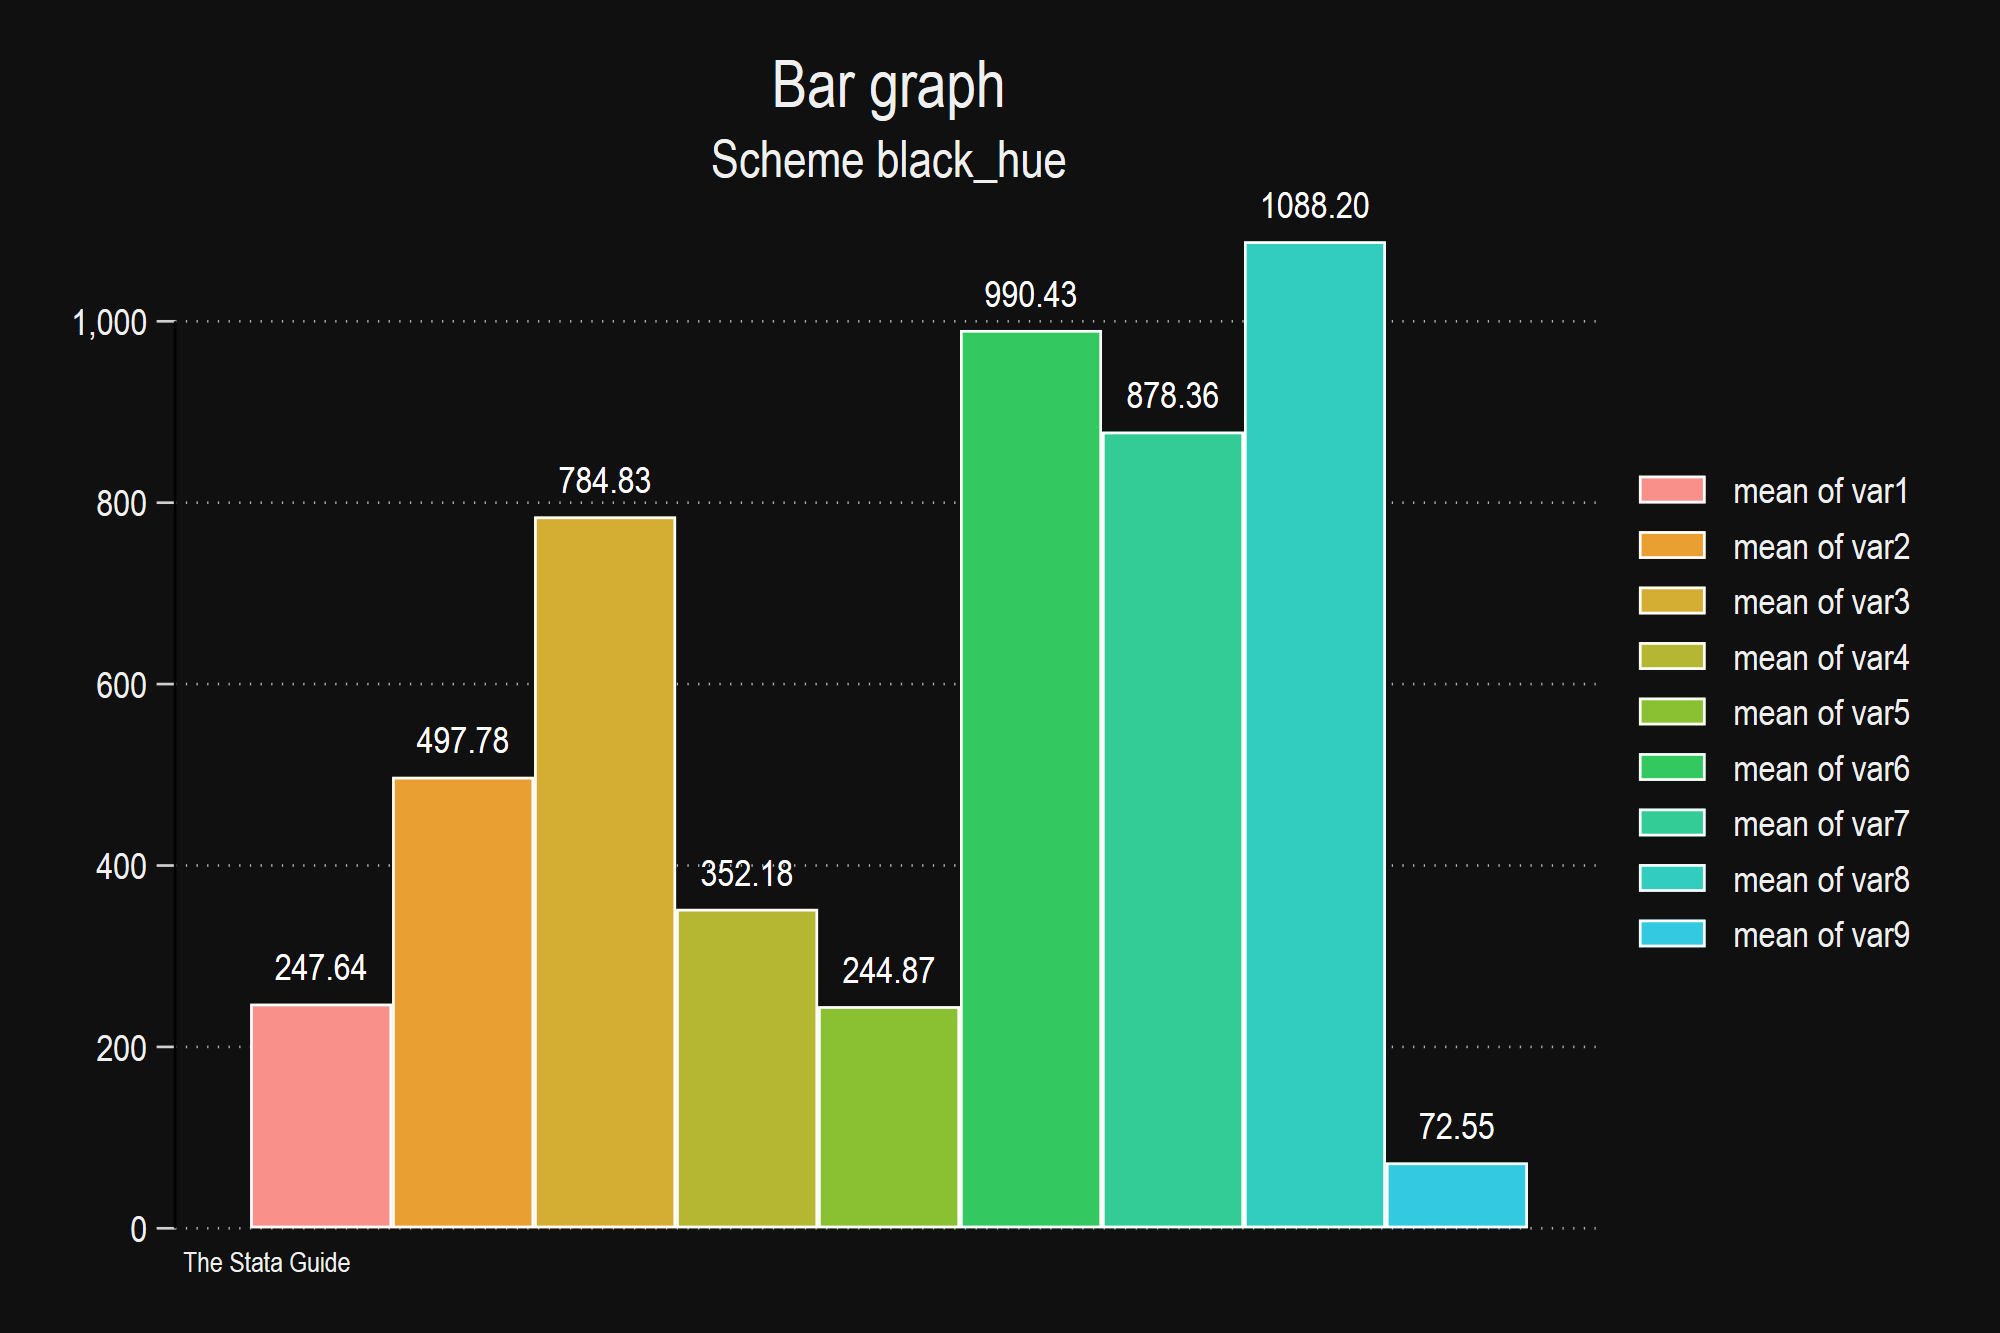 Bar graph
Scheme black_hue
1088.20
990.43
878.36
784.83
497.78
352.18
247.64
244.87
72.55
1,000
800
600
400
200
0
mean of var1
mean of var2
mean of var3
mean of var4
mean of var5
mean of var6
mean of var7
mean of var8
mean of var9
The Stata Guide